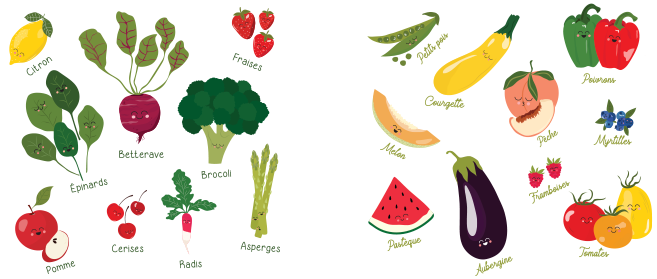 Citron
Fraises
Betterave
Épinards
Brocoli
Pomme
Cerises
Radis
Asperges
Petits pois
Courgette
Poivrons
Pêche
Melon
Myrtilles
Framboises
Pastèque
Aubergine
Tomates